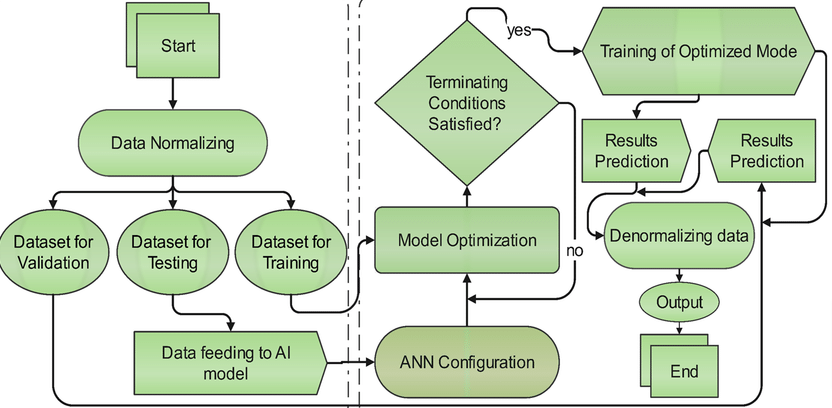 Start
Data Normalizing
Dataset for
Validation
Dataset for
Testing
Dataset for
Training
Data feeding to AI
model
ANN Configuration
Model Optimization
Terminating
Conditions
Satisfied?
yes
no
Training of Optimized Mode
Results
Prediction
Results
Prediction
Denormalizing data
Output
End